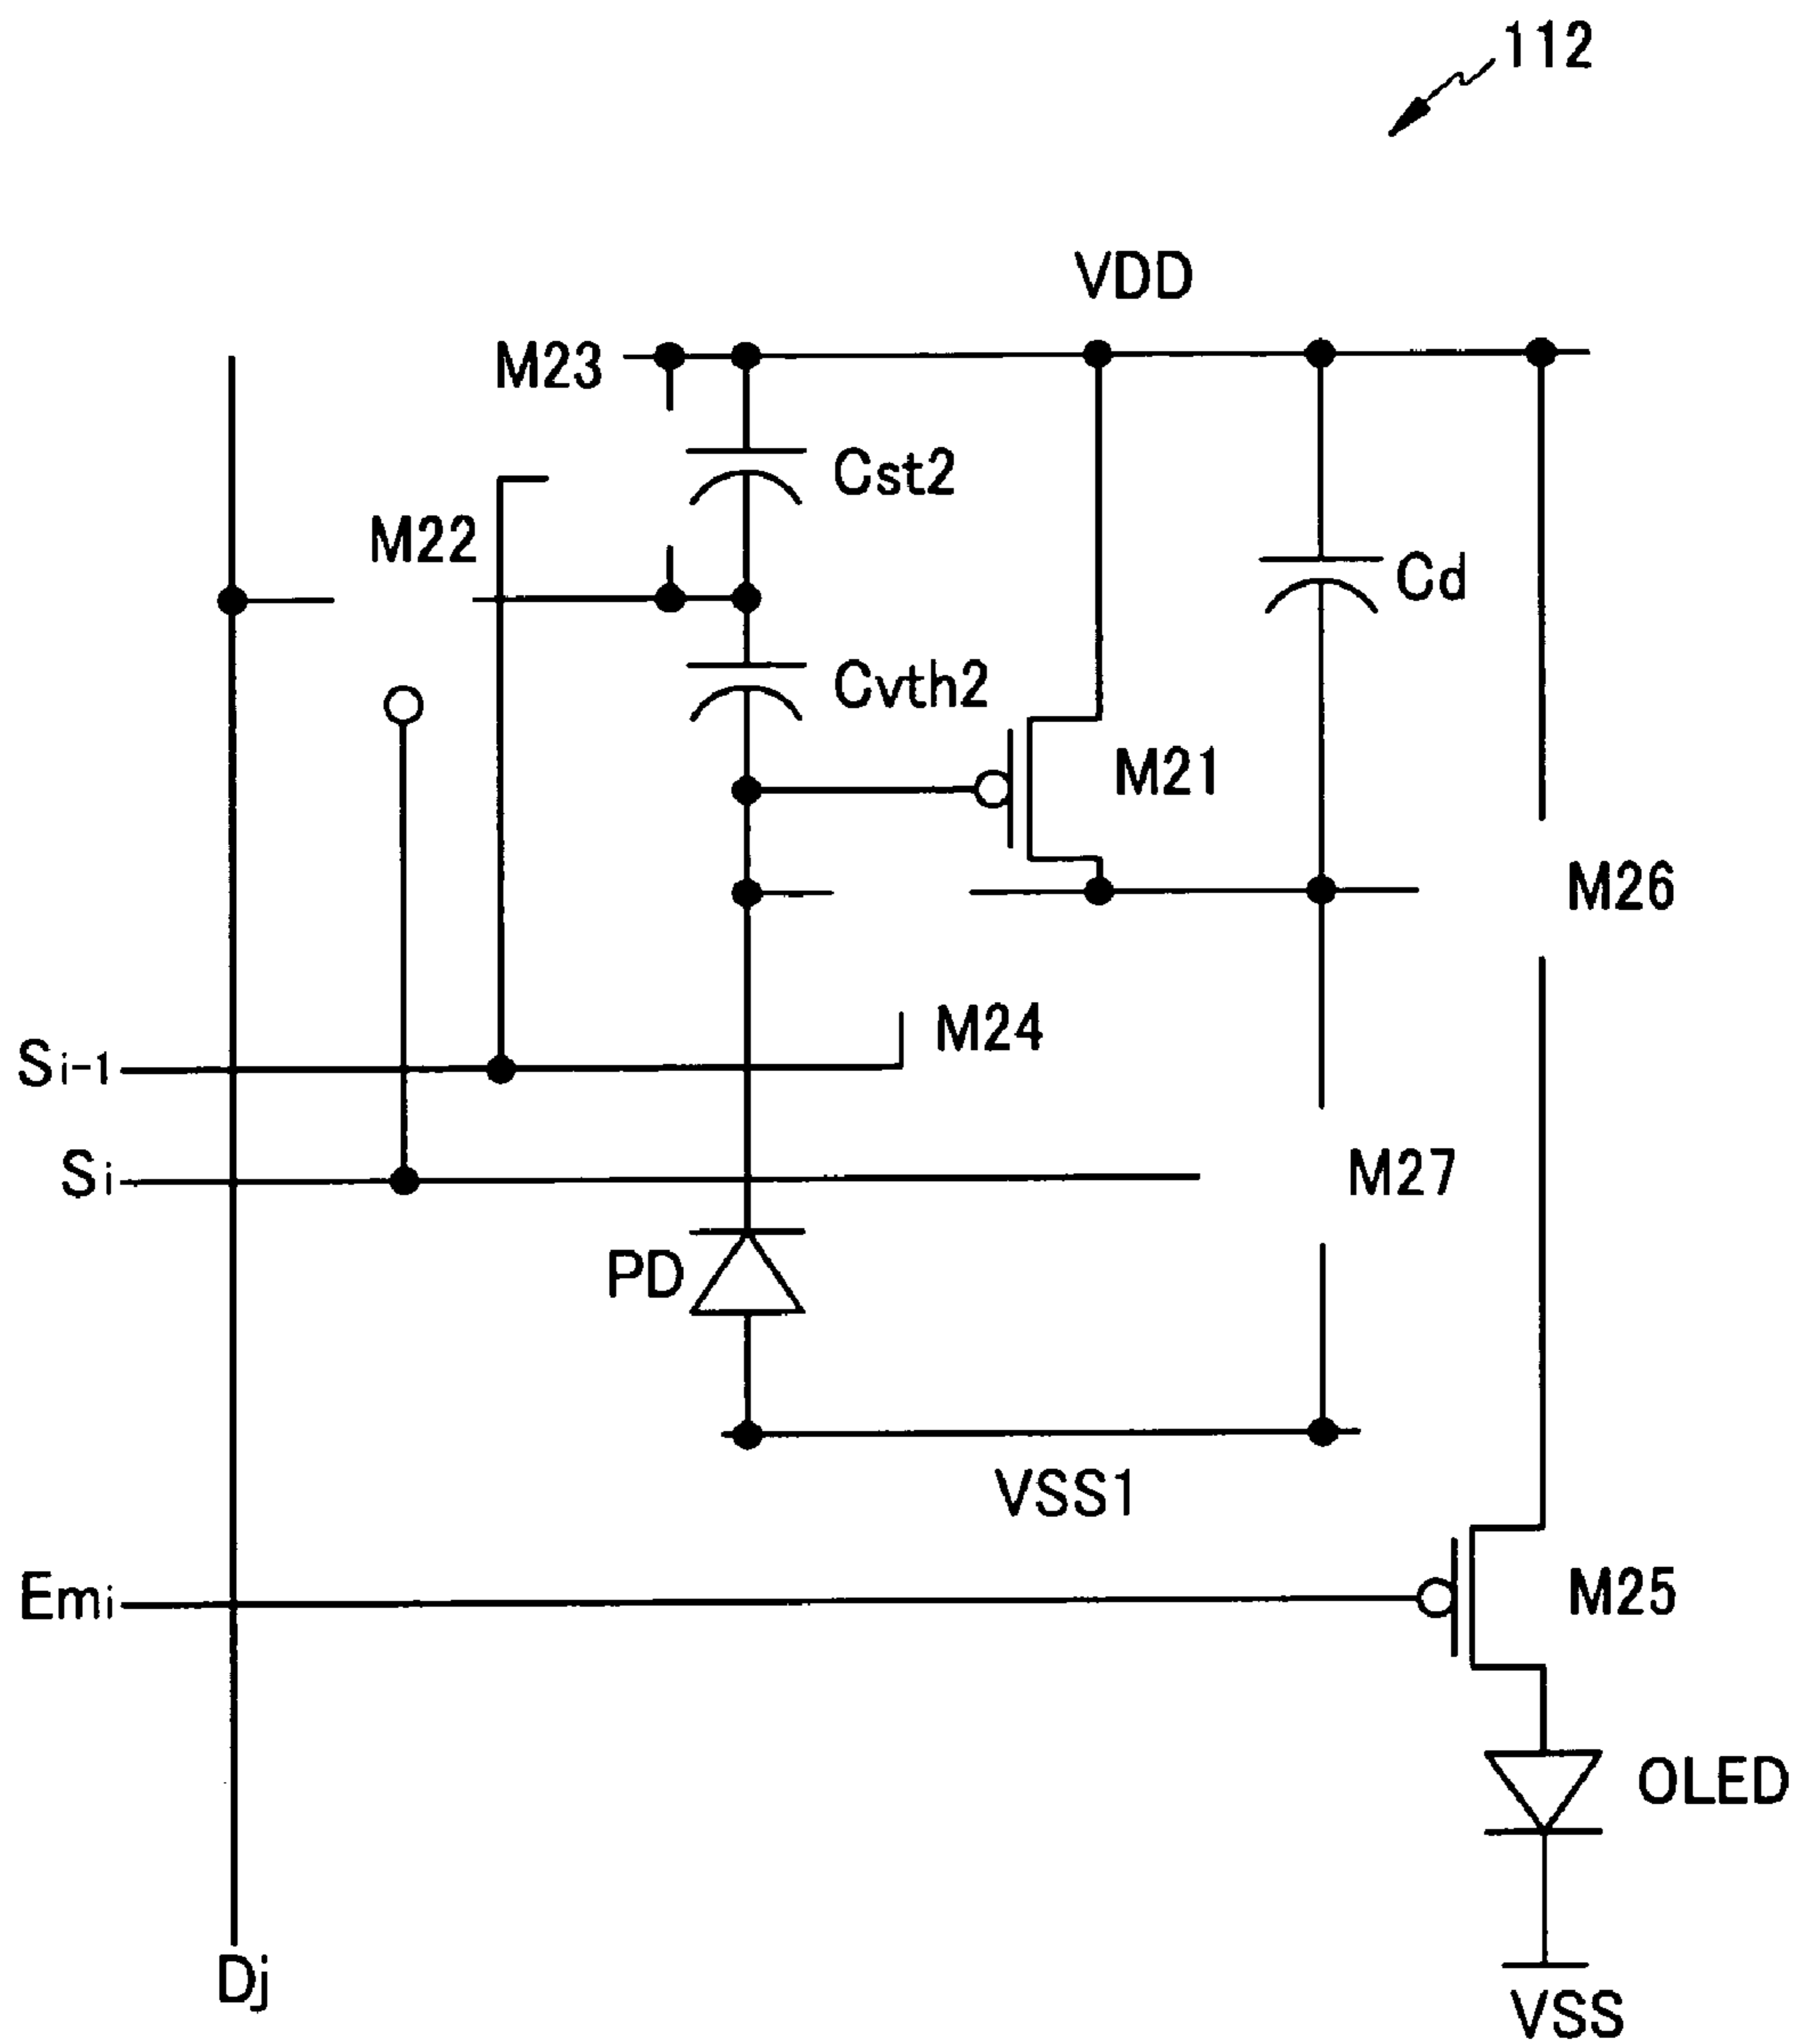 112
VDD
M23
Cst2
M22
Cd
Cvth2
M21
M26
M24
Si-1
Si
M27
PD
VSS1
Emi
M25
OLED
Dj
VSS